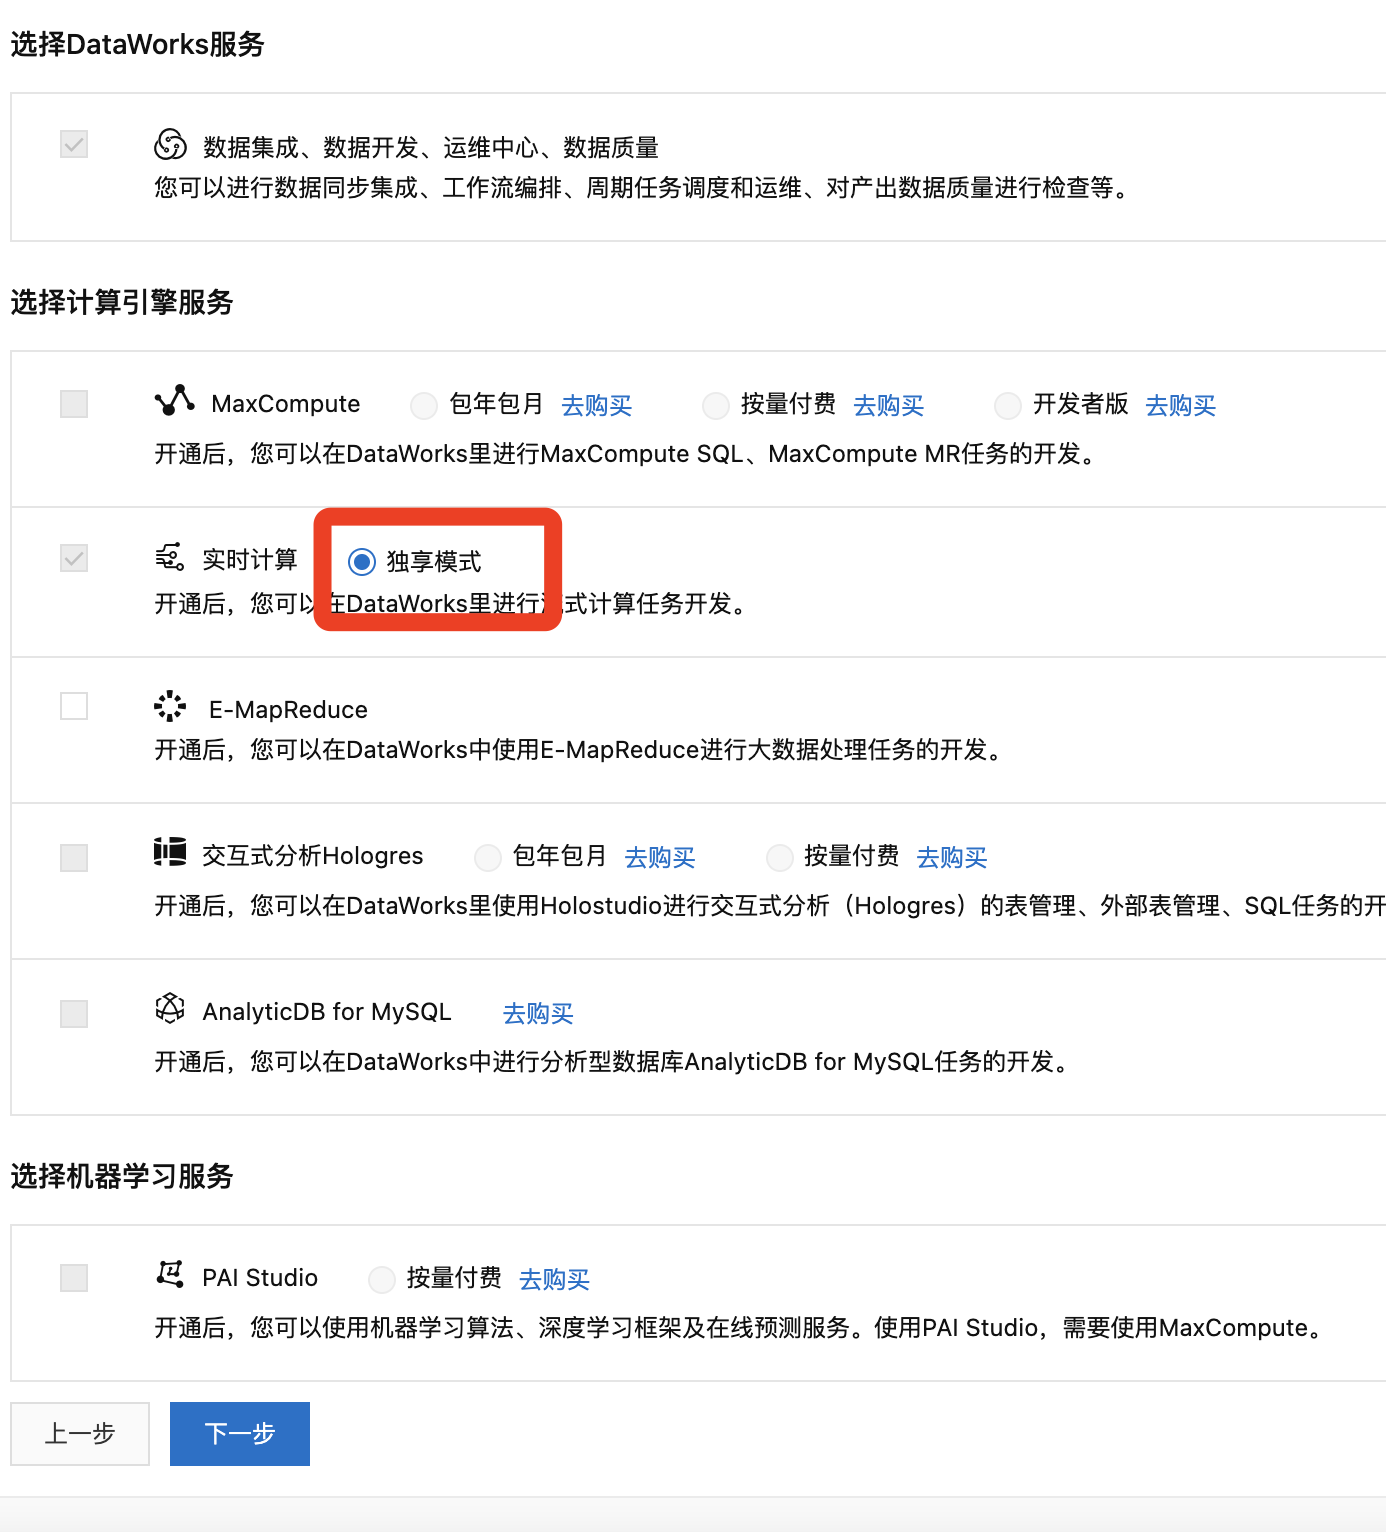 选择DataWorks服务
数据集成、数据开发、运维中心、数据质量
您可以进行数据同步集成、工作流编排、周期任务调度和运维、对产出数据质量进行检查等。
选择计算引擎服务
MaxCompute 包年包月 去购买 按量付费 去购买 开发者版 去购买
开通后，您可以在DataWorks里进行MaxCompute SQL、MaxCompute MR任务的开发。
实时计算 独享模式
开通后，您可以在DataWorks里进行流式计算任务开发。
E-MapReduce
开通后，您可以在DataWorks中使用E-MapReduce进行大数据处理任务的开发。
交互式分析Hologres 包年包月 去购买 按量付费 去购买
开通后，您可以在DataWorks里使用Holostudio进行交互式分析（Hologres）的表管理、外部表管理、SQL任务的开
AnalyticDB for MySQL 去购买
开通后，您可以在DataWorks中进行分析型数据库AnalyticDB for MySQL任务的开发。
选择机器学习服务
PAI Studio 按量付费 去购买
开通后，您可以使用机器学习算法、深度学习框架及在线预测服务。使用PAI Studio，需要使用MaxCompute。
上一步 下一步